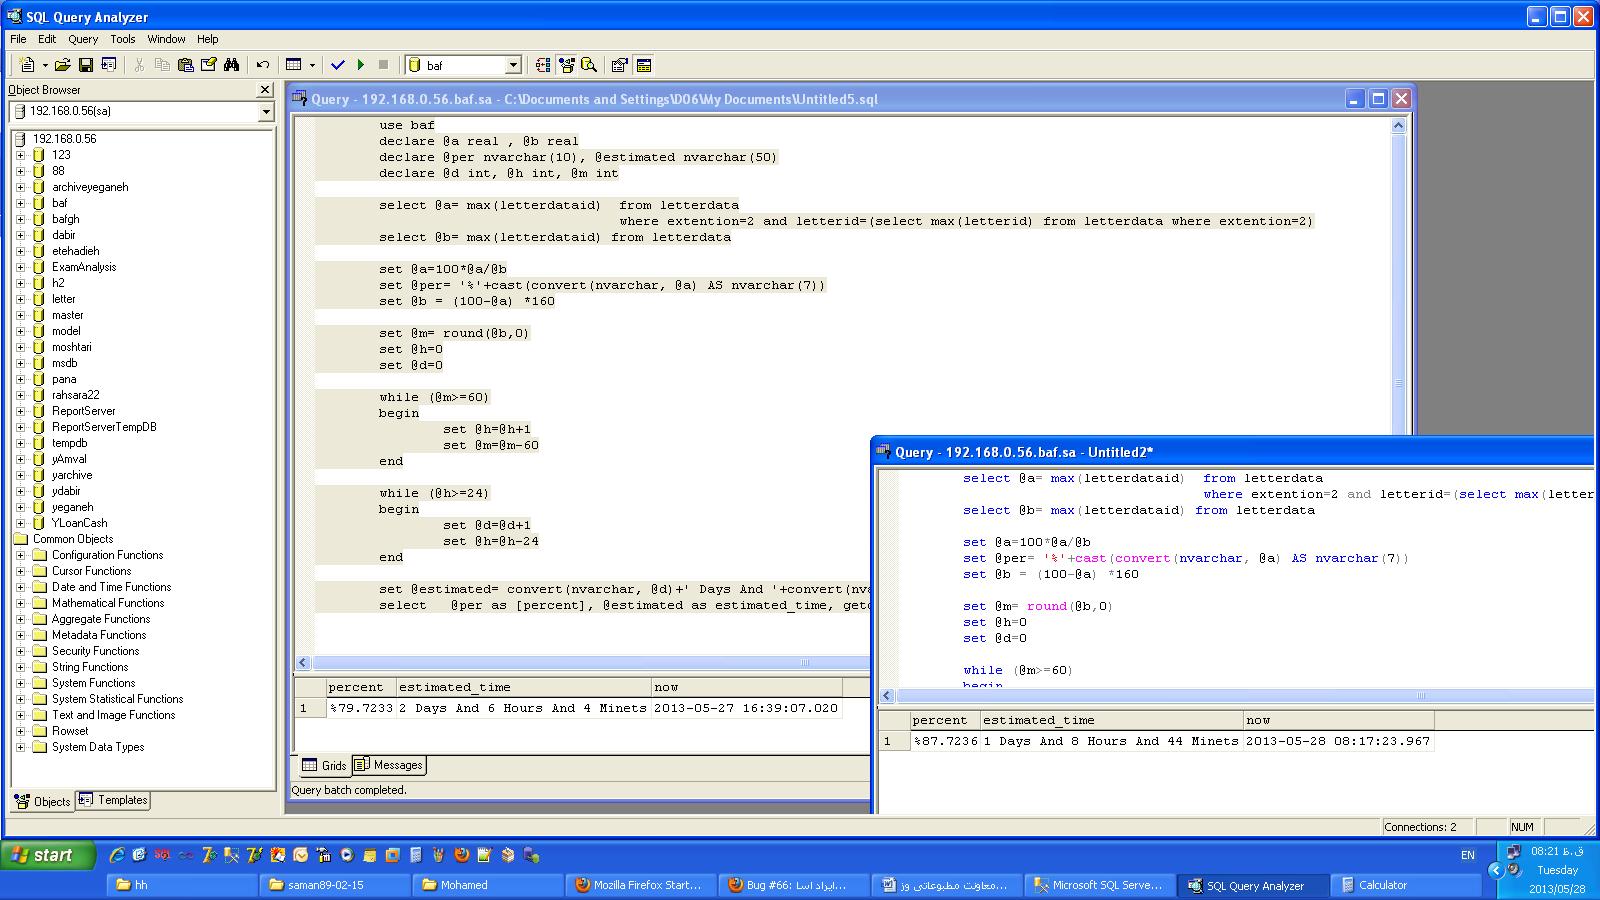 SQL Query Analyzer
File Edit Query Tools Window Help
baf
Object Browser
192.168.0.56(sa)
192.168.0.56
123
88
archiveyeganeh
baf
bafgh
dabir
etehadieh
ExamAnalysis
h2
letter
master
model
moshtari
msdb
pana
rahsara22
ReportServer
ReportServerTempDB
tempdb
yAmval
yarchive
ydabir
yeganeh
YLoanCash
Common Objects
Configuration Functions
Cursor Functions
Date and Time Functions
Mathematical Functions
Aggregate Functions
Metadata Functions
Security Functions
String Functions
System Functions
System Statistical Functions
Text and Image Functions
Rowset
System Data Types
Objects Templates
Query - 192.168.0.56.baf.sa - C:\Documents and Settings\D06\My Documents\Untitled5.sql
use baf
declare @a real , @b real
declare @per nvarchar(10), @estimated nvarchar(50)
declare @d int, @h int, @m int
select @a= max(letterdataid) from letterdata
where extention=2 and letterid=(select max(letterid) from letterdata where extention=2)
select @b= max(letterdataid) from letterdata
set @a=100*@a/@b
set @per= '%'+cast(convert(nvarchar, @a) AS nvarchar(7))
set @b = (100-@a) *160
set @m= round(@b,0)
set @h=0
set @d=0
while (@m>=60)
begin
set @h=@h+1
set @m=@m-60
end
while (@h>=24)
begin
set @d=@d+1
set @h=@h-24
end
set @estimated= convert(nvarchar, @d)+' Days And '+convert(nv
select @per as [percent], @estimated as estimated_time, get
percent estimated_time now
1 %79.7233 2 Days And 6 Hours And 4 Minets 2013-05-27 16:39:07.020
Grids Messages
Query batch completed.
Query - 192.168.0.56.baf.sa - Untitled2*
select @a= max(letterdataid) from letterdata
where extention=2 and letterid=(select max(letter
select @b= max(letterdataid) from letterdata
set @a=100*@a/@b
set @per= '%'+cast(convert(nvarchar, @a) AS nvarchar(7))
set @b = (100-@a) *160
set @m= round(@b,0)
set @h=0
set @d=0
while (@m>=60)
begin
percent estimated_time now
1 %87.7236 1 Days And 8 Hours And 44 Minets 2013-05-28 08:17:23.967
Connections: 2 NUM
start
EN
08:21 ق.ظ
Tuesday
2013/05/28
hh
saman89-02-15
Mohamed
Mozilla Firefox Start...
Bug #66: ايراد اسا...
معاونت مطبوعاتی وز...
Microsoft SQL Serve...
SQL Query Analyzer
Calculator